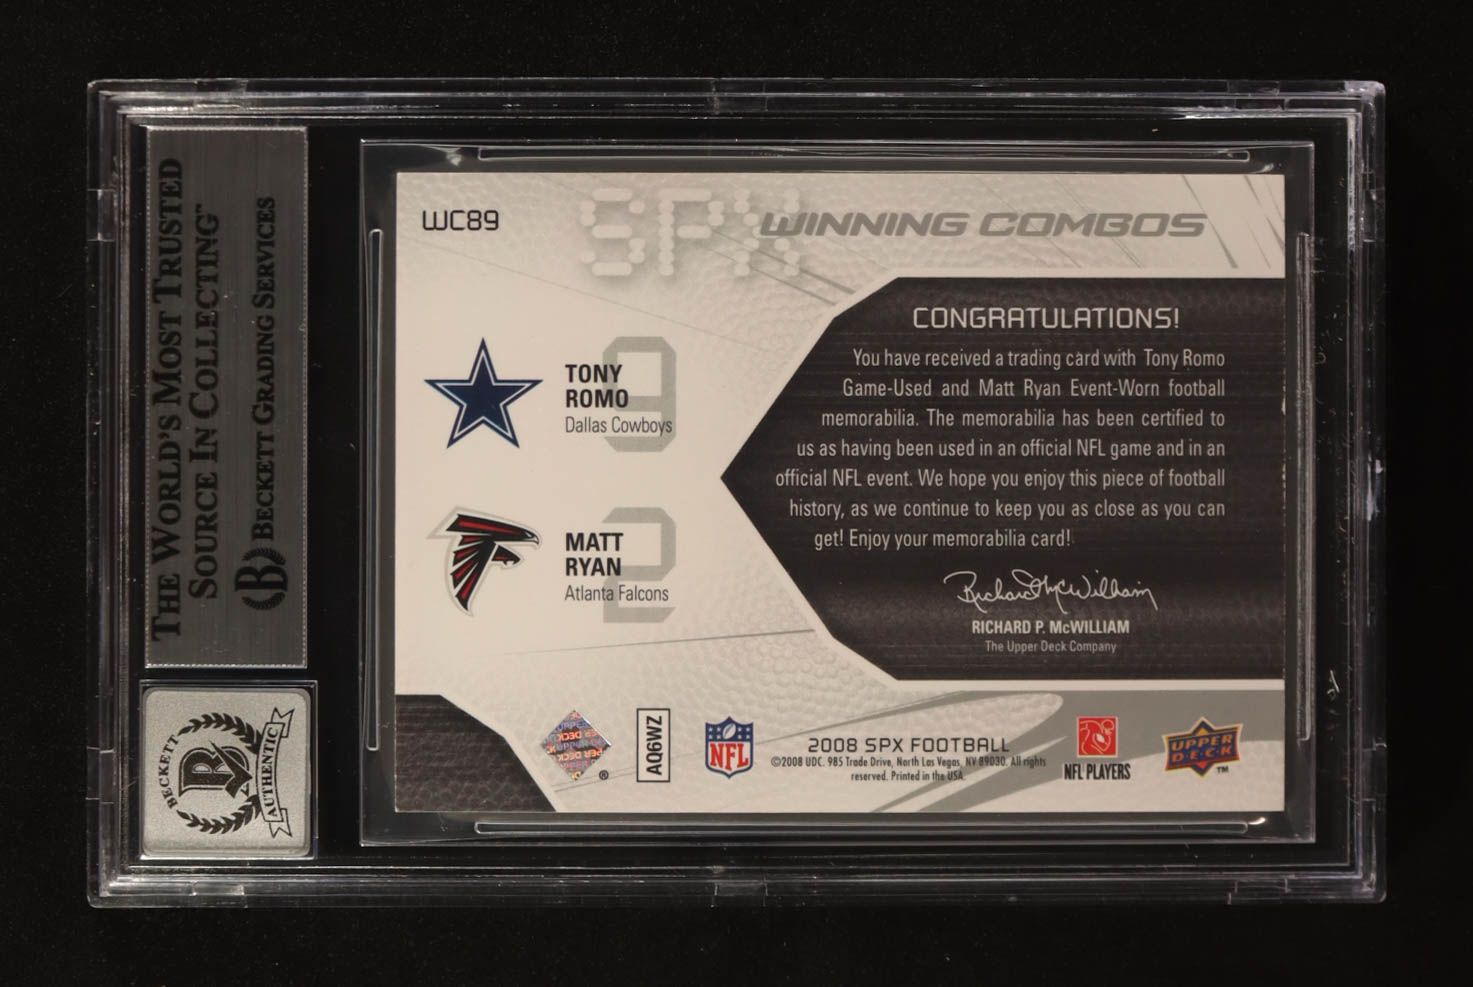 THE WORLD'S MOST TRUSTED
SOURCE IN COLLECTING™
BECKETT GRADING SERVICES
BECKETT
AUTHENTIC
WC89
SPX
WINNING COMBOS
9
TONY
ROMO
Dallas Cowboys
2
MATT
RYAN
Atlanta Falcons
CONGRATULATIONS!
You have received a trading card with Tony Romo
Game-Used and Matt Ryan Event-Worn football
memorabilia. The memorabilia has been certified to
us as having been used in an official NFL game and in an
official NFL event. We hope you enjoy this piece of football
history, as we continue to keep you as close as you can
get! Enjoy your memorabilia card!
Richard McWilliam
RICHARD P. McWILLIAM
The Upper Deck Company
UPPER DECK
®
AQ6WZ
NFL
2008 SPX FOOTBALL
©2008 UDC. 985 Trade Drive, North Las Vegas, NV 89030. All rights
reserved. Printed in the USA
NFL PLAYERS
UPPER
D·E·C·K
™